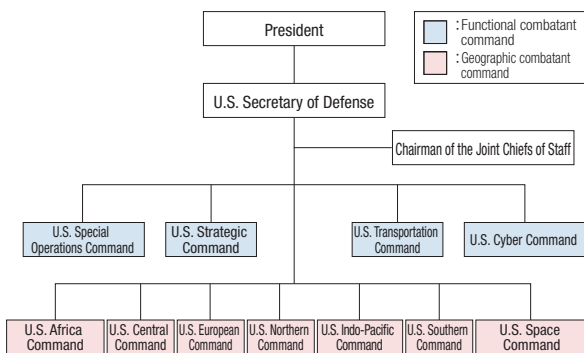 President
: Functional combatant
command
: Geographic combatant
command
U.S. Secretary of Defense
Chairman of the Joint Chiefs of Staff
U.S. Special
Operations Command
U.S. Strategic
Command
U.S. Transportation
Command
U.S. Cyber Command
U.S. Africa
Command
U.S. Central
Command
U.S. European
Command
U.S. Northern
Command
U.S. Indo-Pacific
Command
U.S. Southern
Command
U.S. Space
Command